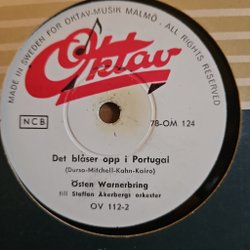 MADE IN SWEDEN FOR OKTAV-MUSIK MALMÖ - ALL RIGHTS RESERVED
Oktav
NCB
78-OM 124
Det blåser opp i Portugal
(Durso-Mitchell-Kahn-Kairo)
Östen Warnerbring
till Staffan Åkerbergs orkester
OV 112-2